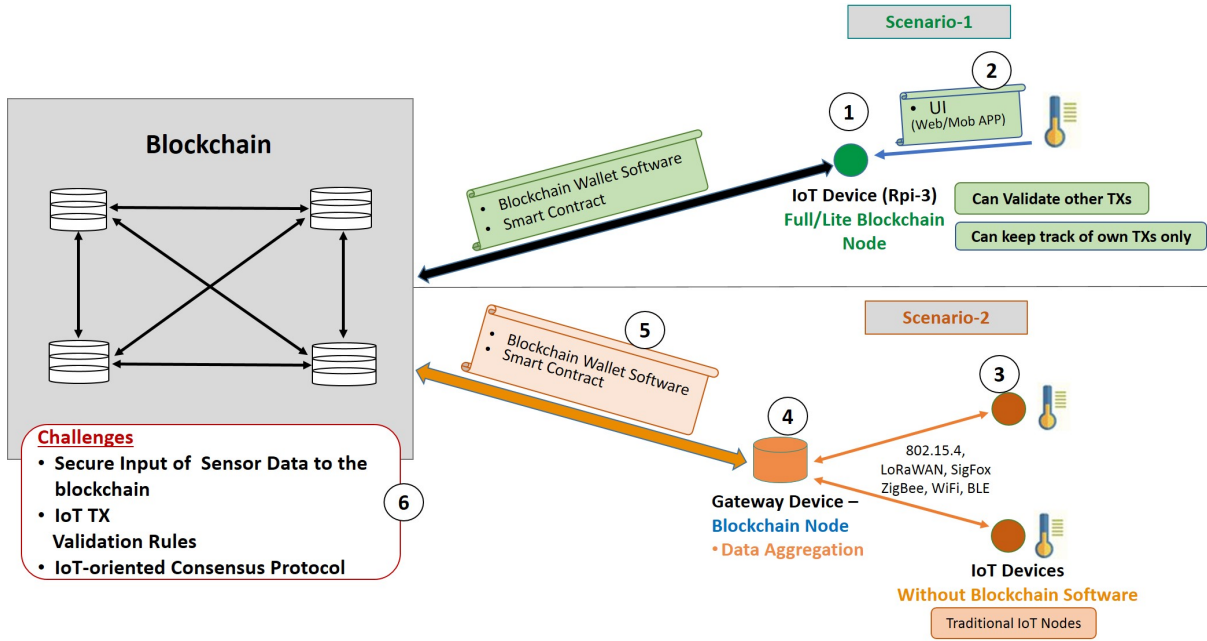 Scenario-1
2
• UI
(Web/Mob APP)
1
Blockchain
• Blockchain Wallet Software
• Smart Contract
IoT Device (Rpi-3)
Full/Lite Blockchain
Node
Can Validate other TXs
Can keep track of own TXs only
Scenario-2
5
• Blockchain Wallet Software
• Smart Contract
3
4
802.15.4,
LoRaWAN, SigFox
ZigBee, WiFi, BLE
Gateway Device –
Blockchain Node
• Data Aggregation
IoT Devices
Without Blockchain Software
Traditional IoT Nodes
Challenges
• Secure Input of Sensor Data to the
blockchain
• IoT TX
Validation Rules
• IoT-oriented Consensus Protocol
6